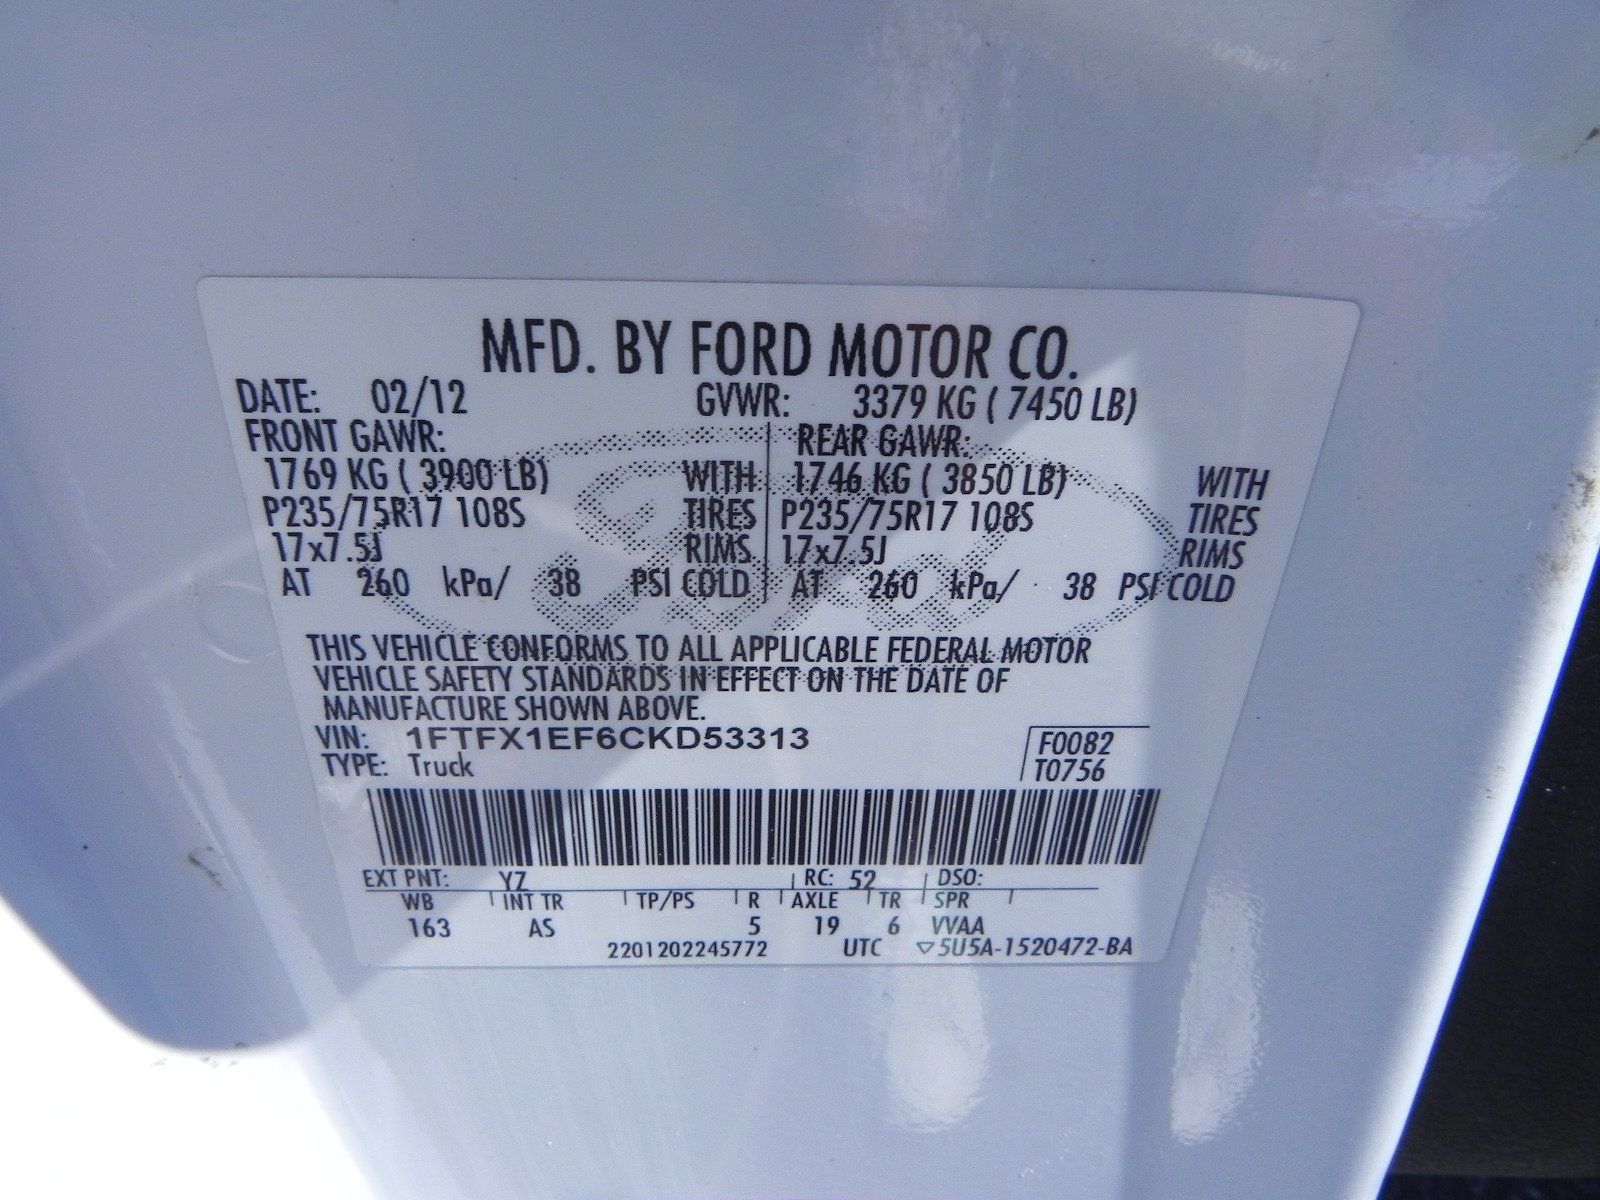 MFD. BY FORD MOTOR CO.
DATE: 02/12 GVWR: 3379 KG ( 7450 LB)
FRONT GAWR: REAR GAWR:
1769 KG ( 3900 LB) WITH 1746 KG ( 3850 LB) WITH
P235/75R17 108S TIRES P235/75R17 108S TIRES
17x7.5J RIMS 17x7.5J RIMS
AT 260 kPa/ 38 PSI COLD AT 260 kPa/ 38 PSI COLD
Ford
THIS VEHICLE CONFORMS TO ALL APPLICABLE FEDERAL MOTOR
VEHICLE SAFETY STANDARDS IN EFFECT ON THE DATE OF
MANUFACTURE SHOWN ABOVE.
VIN: 1FTFX1EF6CKD53313 F0082
TYPE: Truck T0756
EXT PNT: YZ RC: 52 DSO:
WB INT TR TP/PS R AXLE TR SPR
163 AS 5 19 6 VVAA
2201202245772 UTC ▽5U5A-1520472-BA